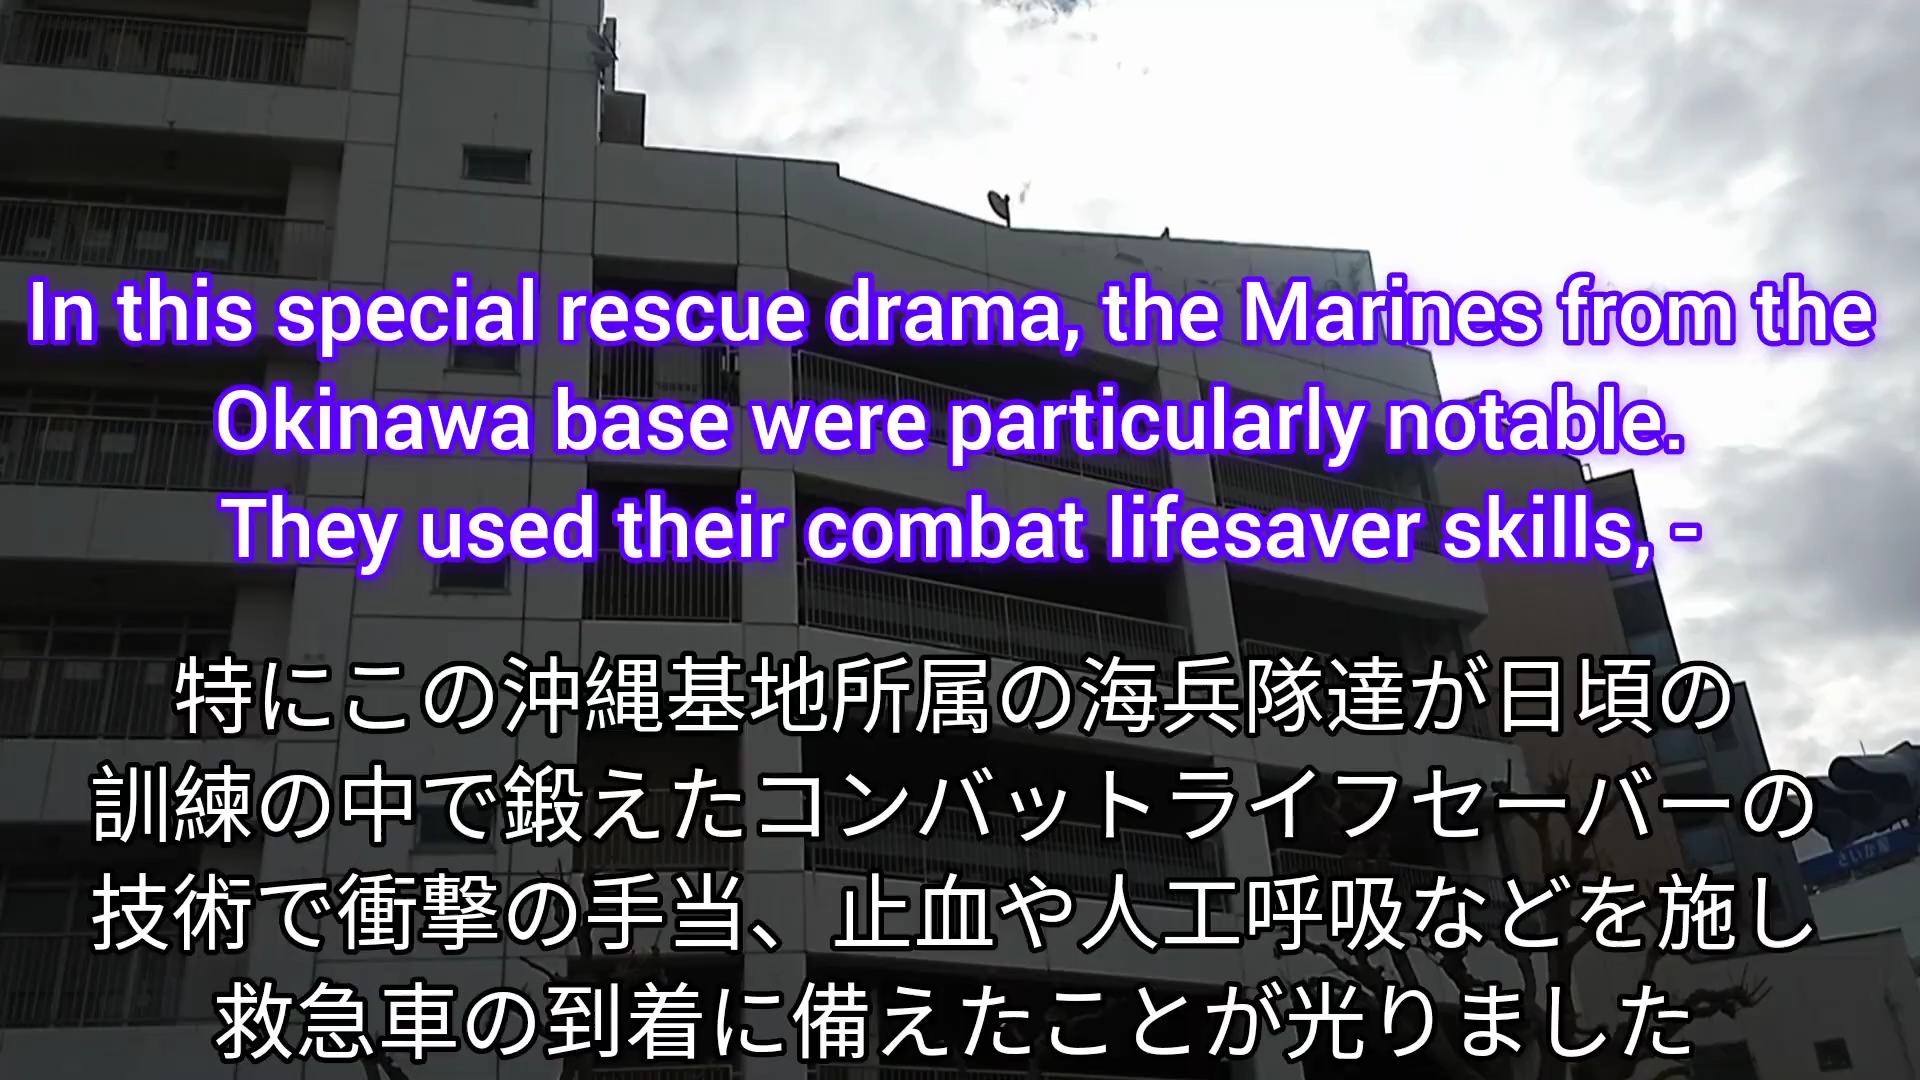 In this special rescue drama, the Marines from the
Okinawa base were particularly notable.
They used their combat lifesaver skills, -
特にこの沖縄基地所属の海兵隊達が日頃の
訓練の中で鍛えたコンバットライフセーバーの
技術で衝撃の手当、止血や人工呼吸などを施し
救急車の到着に備えたことが光りました
さいか屋